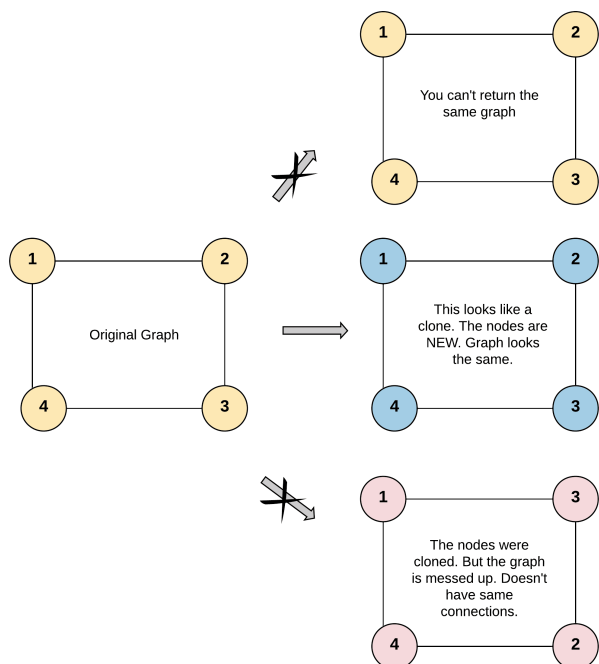 1
2
You can't return the
same graph
4
3
1
2
Original Graph
4
3
1
2
This looks like a
clone. The nodes are
NEW. Graph looks
the same.
4
3
1
3
The nodes were
cloned. But the graph
is messed up. Doesn't
have same
connections.
4
2